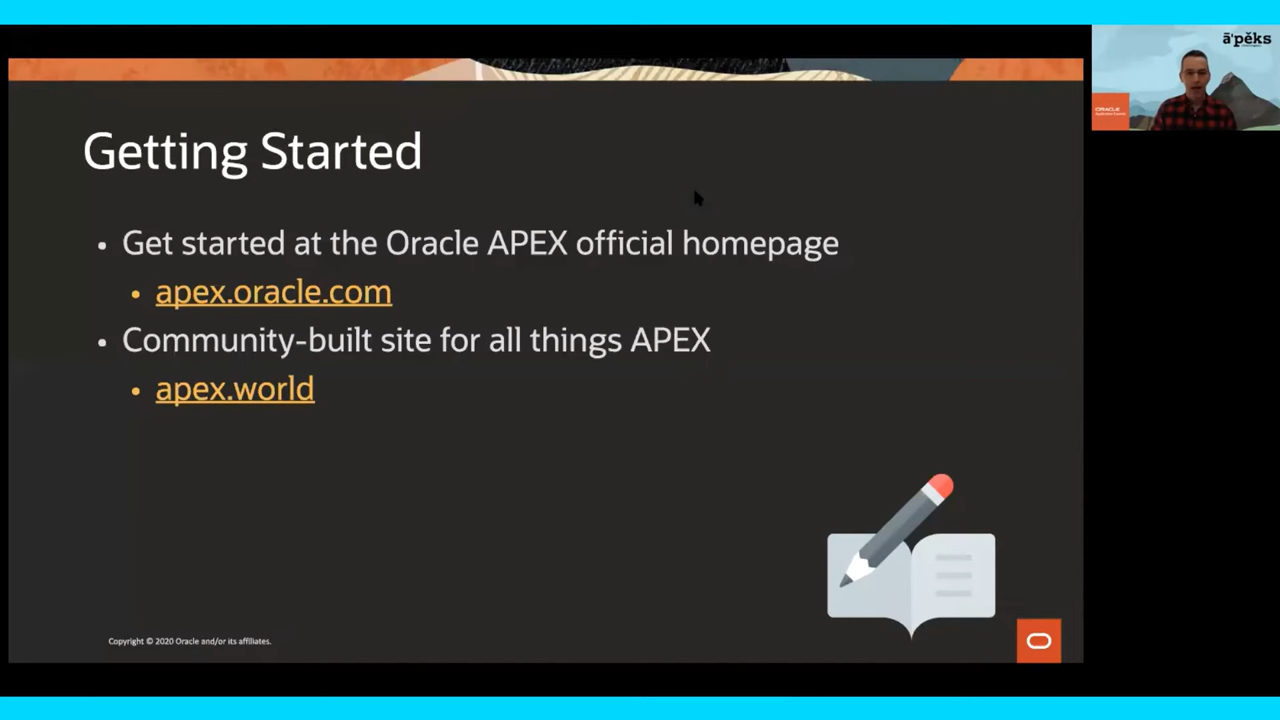 Getting Started
• Get started at the Oracle APEX official homepage
• apex.oracle.com
• Community-built site for all things APEX
• apex.world
Copyright © 2020 Oracle and/or its affiliates.
ā'pěks
ORACLE